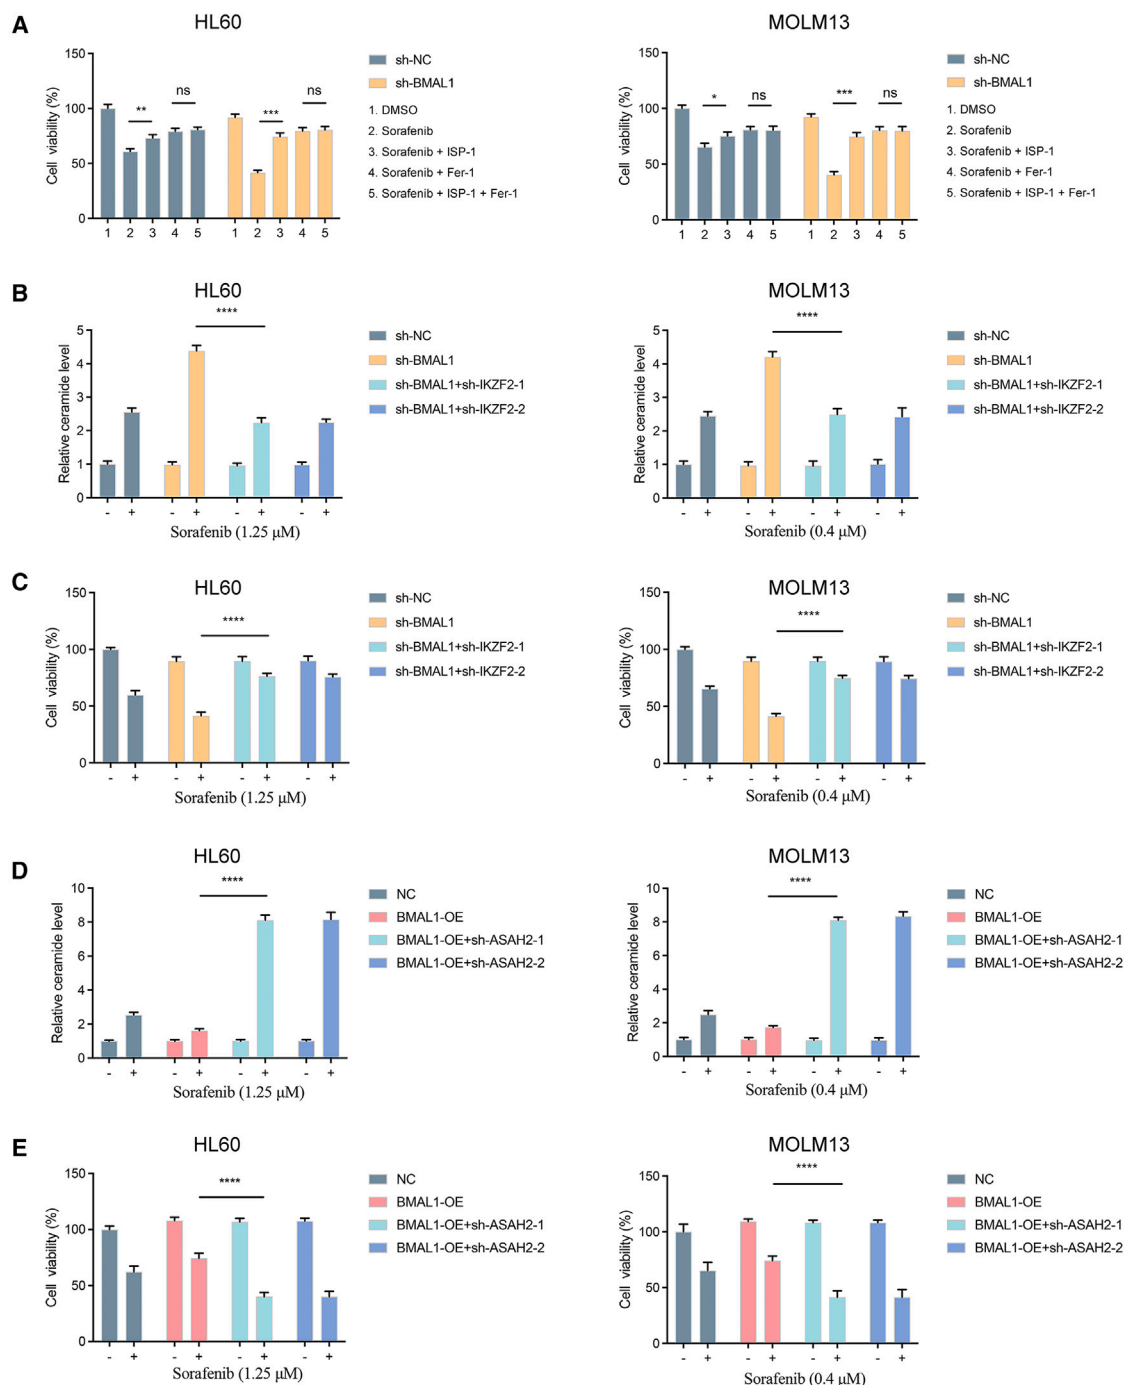 A
HL60
Cell viability (%)
150
100
50
0
** ns *** ns
1 2 3 4 5 1 2 3 4 5
sh-NC
sh-BMAL1
1. DMSO
2. Sorafenib
3. Sorafenib + ISP-1
4. Sorafenib + Fer-1
5. Sorafenib + ISP-1 + Fer-1
MOLM13
Cell viability (%)
150
100
50
0
* ns *** ns
1 2 3 4 5 1 2 3 4 5
sh-NC
sh-BMAL1
1. DMSO
2. Sorafenib
3. Sorafenib + ISP-1
4. Sorafenib + Fer-1
5. Sorafenib + ISP-1 + Fer-1
B
HL60
Relative ceramide level
5
4
3
2
1
0
****
- + - + - + - +
Sorafenib (1.25 μM)
sh-NC
sh-BMAL1
sh-BMAL1+sh-IKZF2-1
sh-BMAL1+sh-IKZF2-2
MOLM13
Relative ceramide level
5
4
3
2
1
0
****
- + - + - + - +
Sorafenib (0.4 μM)
sh-NC
sh-BMAL1
sh-BMAL1+sh-IKZF2-1
sh-BMAL1+sh-IKZF2-2
C
HL60
Cell viability (%)
150
100
50
0
****
- + - + - + - +
Sorafenib (1.25 μM)
sh-NC
sh-BMAL1
sh-BMAL1+sh-IKZF2-1
sh-BMAL1+sh-IKZF2-2
MOLM13
Cell viability (%)
150
100
50
0
****
- + - + - + - +
Sorafenib (0.4 μM)
sh-NC
sh-BMAL1
sh-BMAL1+sh-IKZF2-1
sh-BMAL1+sh-IKZF2-2
D
HL60
Relative ceramide level
10
8
6
4
2
0
****
- + - + - + - +
Sorafenib (1.25 μM)
NC
BMAL1-OE
BMAL1-OE+sh-ASAH2-1
BMAL1-OE+sh-ASAH2-2
MOLM13
Relative ceramide level
10
8
6
4
2
0
****
- + - + - + - +
Sorafenib (0.4 μM)
NC
BMAL1-OE
BMAL1-OE+sh-ASAH2-1
BMAL1-OE+sh-ASAH2-2
E
HL60
Cell viability (%)
150
100
50
0
****
- + - + - + - +
Sorafenib (1.25 μM)
NC
BMAL1-OE
BMAL1-OE+sh-ASAH2-1
BMAL1-OE+sh-ASAH2-2
MOLM13
Cell viability (%)
150
100
50
0
****
- + - + - + - +
Sorafenib (0.4 μM)
NC
BMAL1-OE
BMAL1-OE+sh-ASAH2-1
BMAL1-OE+sh-ASAH2-2